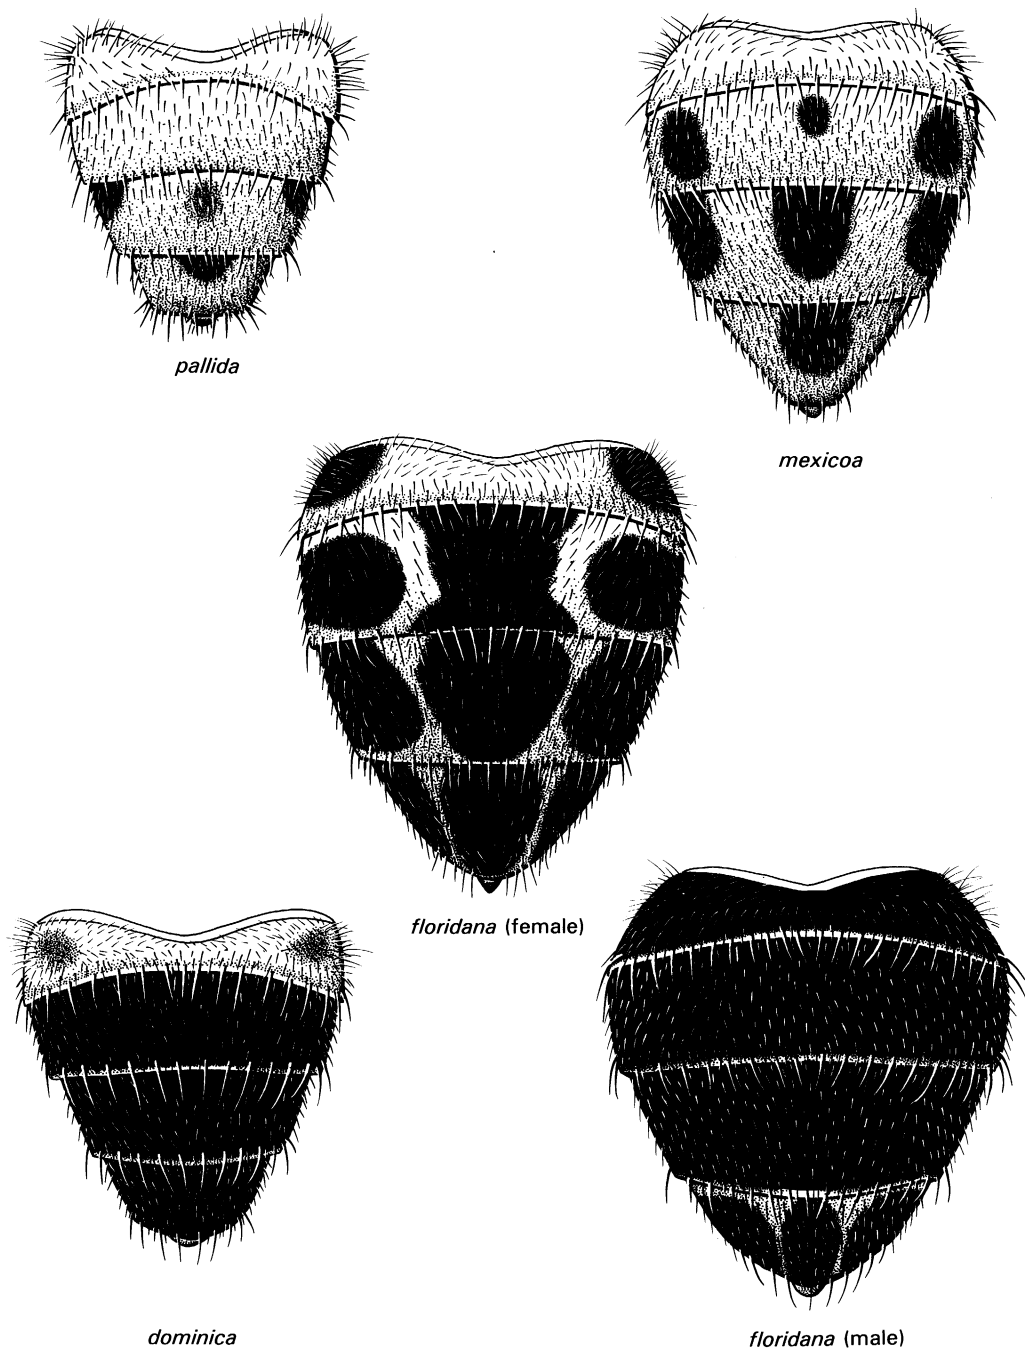 pallida
mexicoa
floridana (female)
dominica
floridana (male)